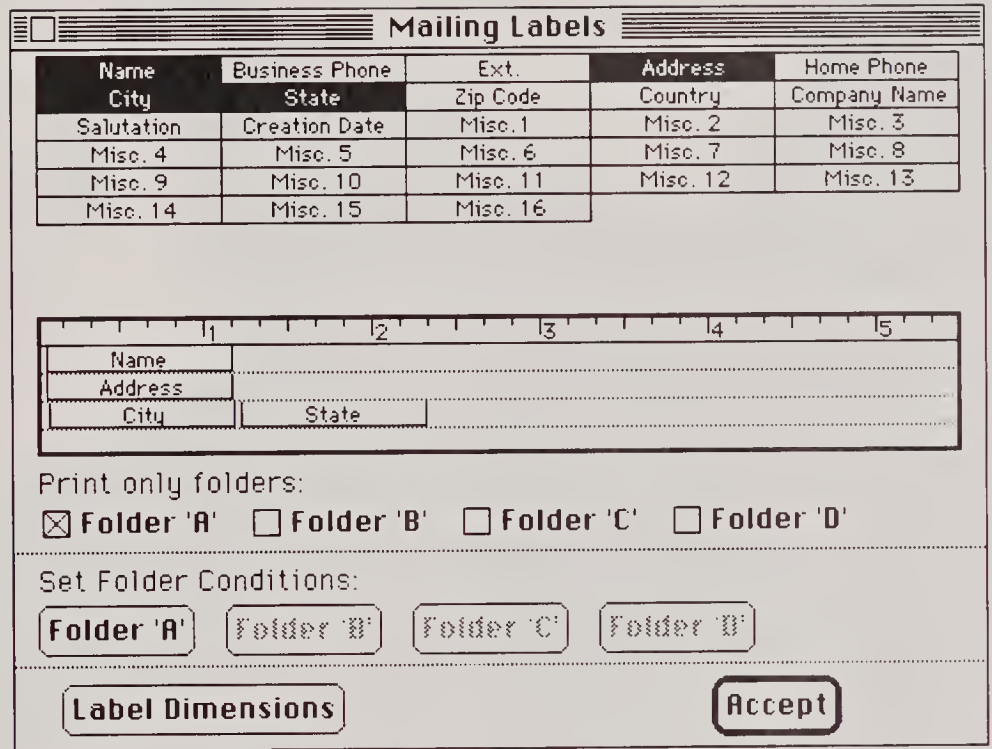 Mailing Labels
Name Business Phone Ext. Address Home Phone
City State Zip Code Country Company Name
Salutation Creation Date Misc. 1 Misc. 2 Misc. 3
Misc. 4 Misc. 5 Misc. 6 Misc. 7 Misc. 8
Misc. 9 Misc. 10 Misc. 11 Misc. 12 Misc. 13
Misc. 14 Misc. 15 Misc. 16
1 2 3 4 5
Name
Address
City State
Print only folders:
Folder 'A' Folder 'B' Folder 'C' Folder 'D'
Set Folder Conditions:
Folder 'A' Folder 'B' Folder 'C' Folder 'D'
Label Dimensions Accept